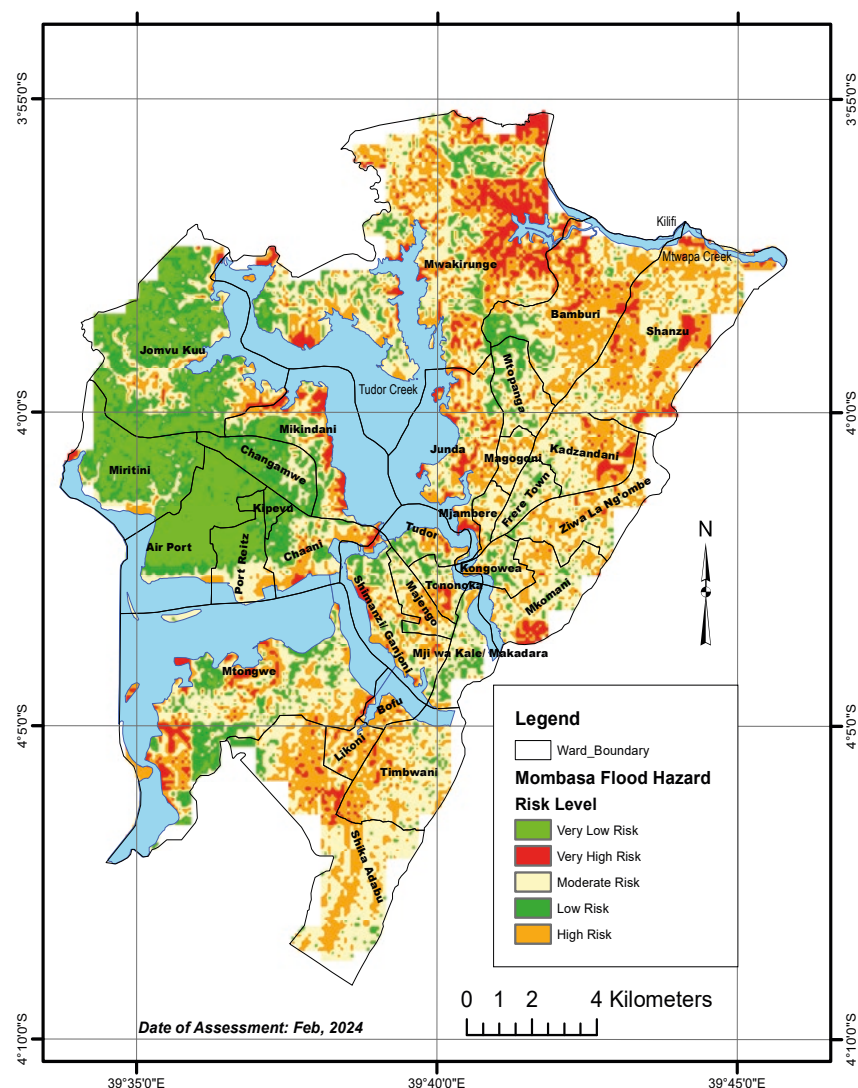 3°55'0"S
3°55'0"S
Kilifi
Mtwapa Creek
Mwakirunge
Bamburi
Shanzu
Jomvu Kuu
Mtopanga
Tudor Creek
4°0'0"S
4°0'0"S
Mikindani
Junda
Magogoni
Kadzandani
Changamwe
Miritini
Frere Town
Ziwa La Ng'ombe
Kipevu
Mjambere
Tudor
N
Air Port
Port Reitz
Chaani
Kongowea
Tononoka
Majengo
Mkomani
Shimanzi/ Ganjoni
Mji wa Kale/ Makadara
Mtongwe
Bofu
4°5'0"S
4°5'0"S
Likoni
Timbwani
Shika Adabu
Legend
Ward_Boundary
Mombasa Flood Hazard
Risk Level
Very Low Risk
Very High Risk
Moderate Risk
Low Risk
High Risk
0 1 2 4 Kilometers
Date of Assessment: Feb, 2024
4°10'0"S
4°10'0"S
39°35'0"E 39°40'0"E 39°45'0"E